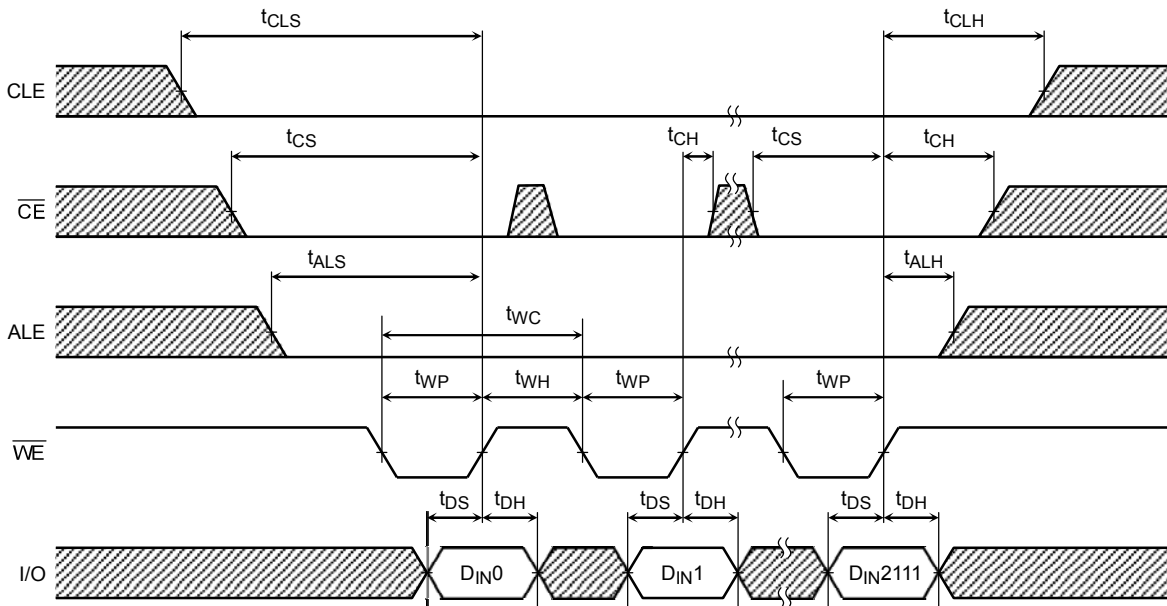 tCLS tCLH
CLE
tCS tCH tCS tCH
CE
tALS tALH
ALE
tWC
tWP tWH tWP tWP
WE
tDS tDH tDS tDH tDS tDH
I/O DIN0 DIN1 DIN2111